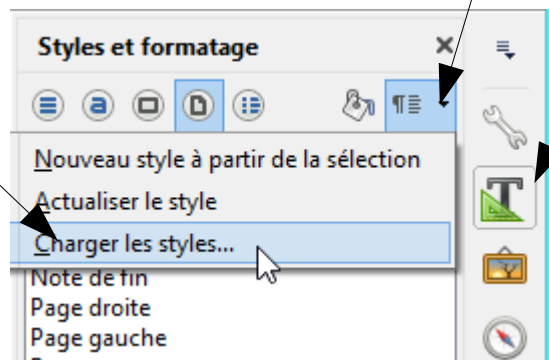 Styles et formatage
Nouveau style à partir de la sélection
Actualiser le style
Charger les styles...
Note de fin
Page droite
Page gauche